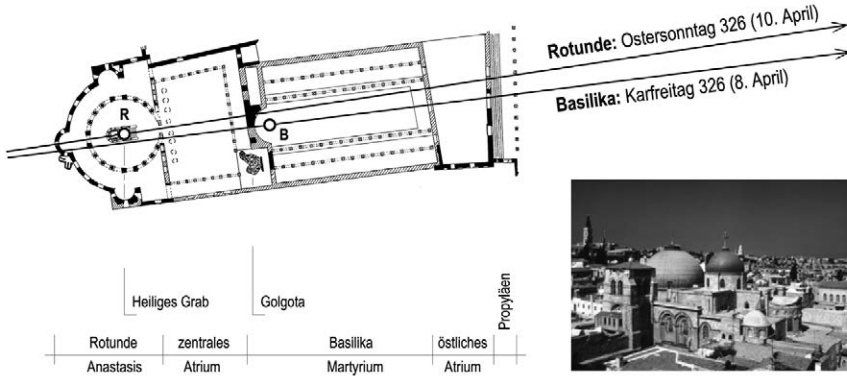 Rotunde: Ostersonntag 326 (10. April)
Basilika: Karfreitag 326 (8. April)
R
B
Heiliges Grab
Golgota
Propyläen
Rotunde
zentrales
Basilika
östliches
Anastasis
Atrium
Martyrium
Atrium